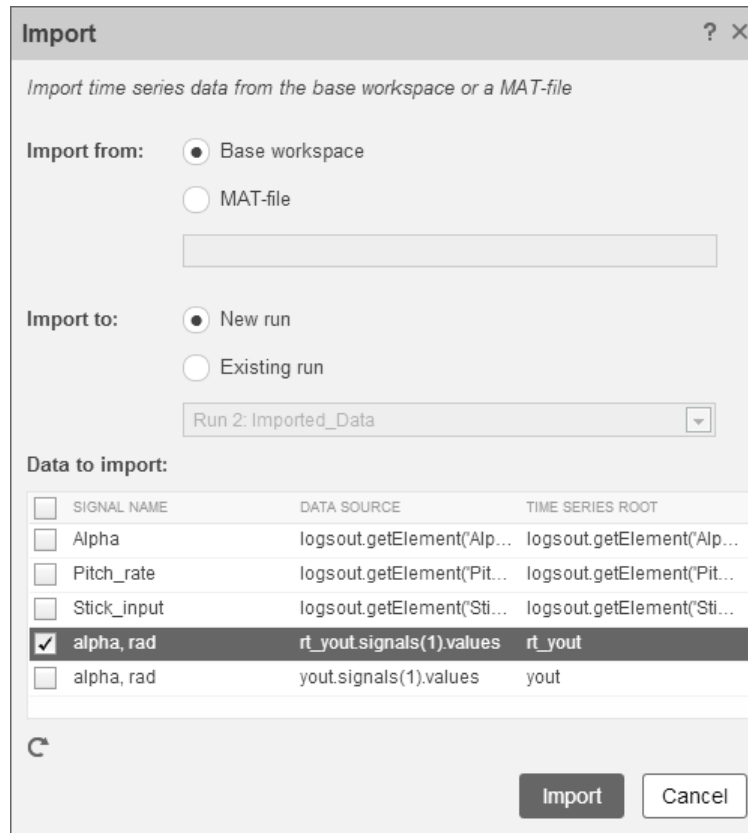 Import ? ×
Import time series data from the base workspace or a MAT-file
Import from: Base workspace
MAT-file
Import to: New run
Existing run
Run 2: Imported_Data
Data to import:
SIGNAL NAME DATA SOURCE TIME SERIES ROOT
Alpha logsout.getElement('Alp... logsout.getElement('Alp...
Pitch_rate logsout.getElement('Pit... logsout.getElement('Pit...
Stick_input logsout.getElement('Sti... logsout.getElement('Sti...
alpha, rad rt_yout.signals(1).values rt_yout
alpha, rad yout.signals(1).values yout
Import Cancel